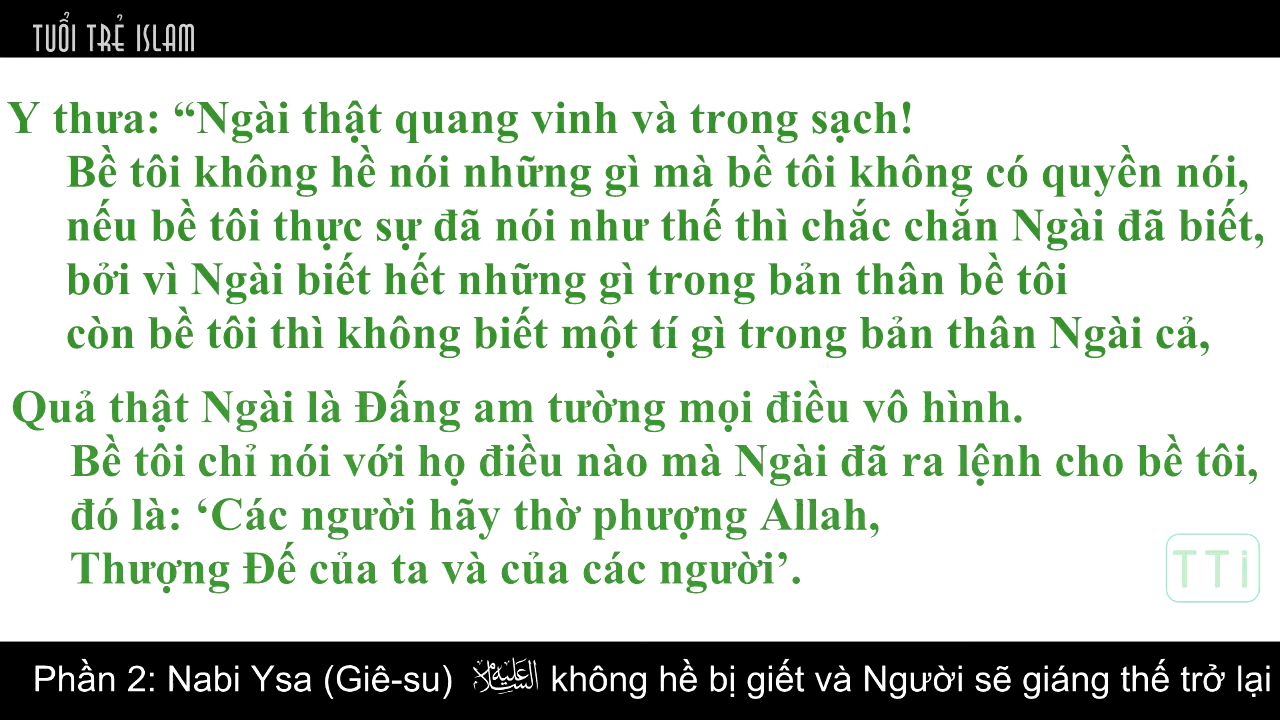 TUỔI TRẺ ISLAM
Y thưa: “Ngài thật quang vinh và trong sạch!
Bề tôi không hề nói những gì mà bề tôi không có quyền nói,
nếu bề tôi thực sự đã nói như thế thì chắc chắn Ngài đã biết,
bởi vì Ngài biết hết những gì trong bản thân bề tôi
còn bề tôi thì không biết một tí gì trong bản thân Ngài cả,
Quả thật Ngài là Đấng am tường mọi điều vô hình.
Bề tôi chỉ nói với họ điều nào mà Ngài đã ra lệnh cho bề tôi,
đó là: ‘Các người hãy thờ phượng Allah,
Thượng Đế của ta và của các người’.
TTi
Phần 2: Nabi Ysa (Giê-su) عليه السلام không hề bị giết và Người sẽ giáng thế trở lại